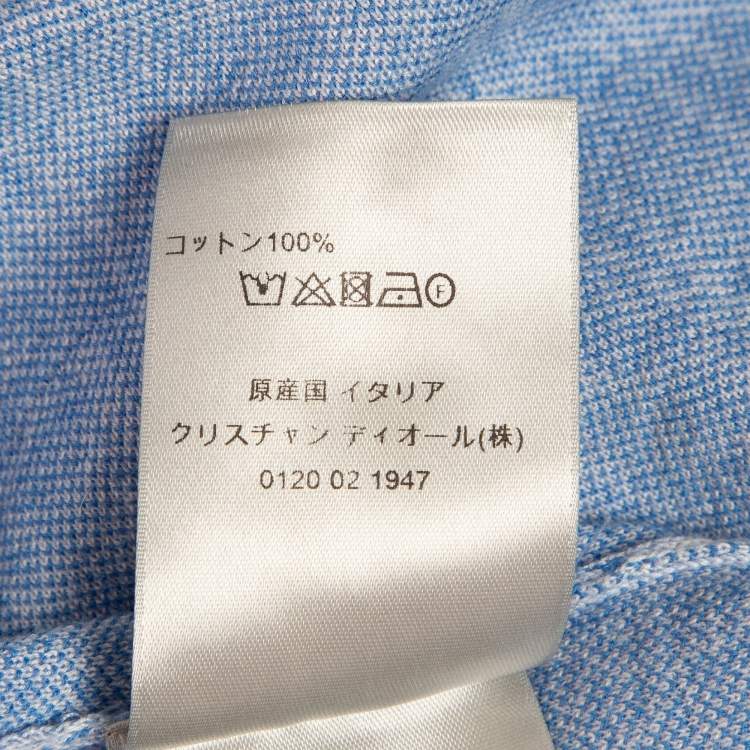 コットン100%
F
原産国 イタリア
クリスチャン ディオール(株)
0120 02 1947